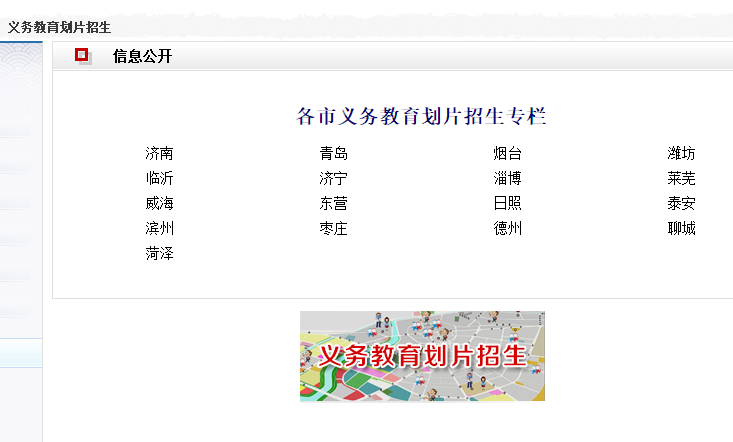 义务教育划片招生
信息公开
各市义务教育划片招生专栏
济南 青岛 烟台 潍坊
临沂 济宁 淄博 莱芜
威海 东营 日照 泰安
滨州 枣庄 德州 聊城
菏泽
义务教育划片招生